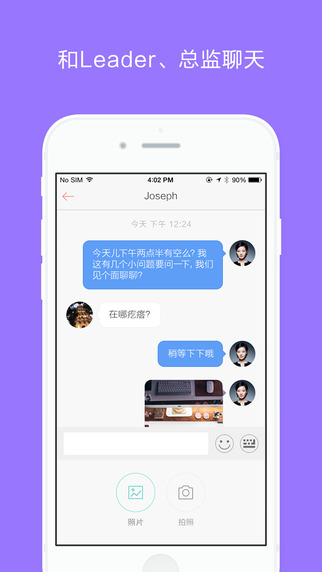 和Leader、总监聊天
No SIM 4:02 PM 90%
Joseph
今天 下午 12:24
今天儿下午两点半有空么? 我
这有几个小问题要问一下, 我们
见个面聊聊?
在哪疙瘩?
稍等下下哦
照片 拍照